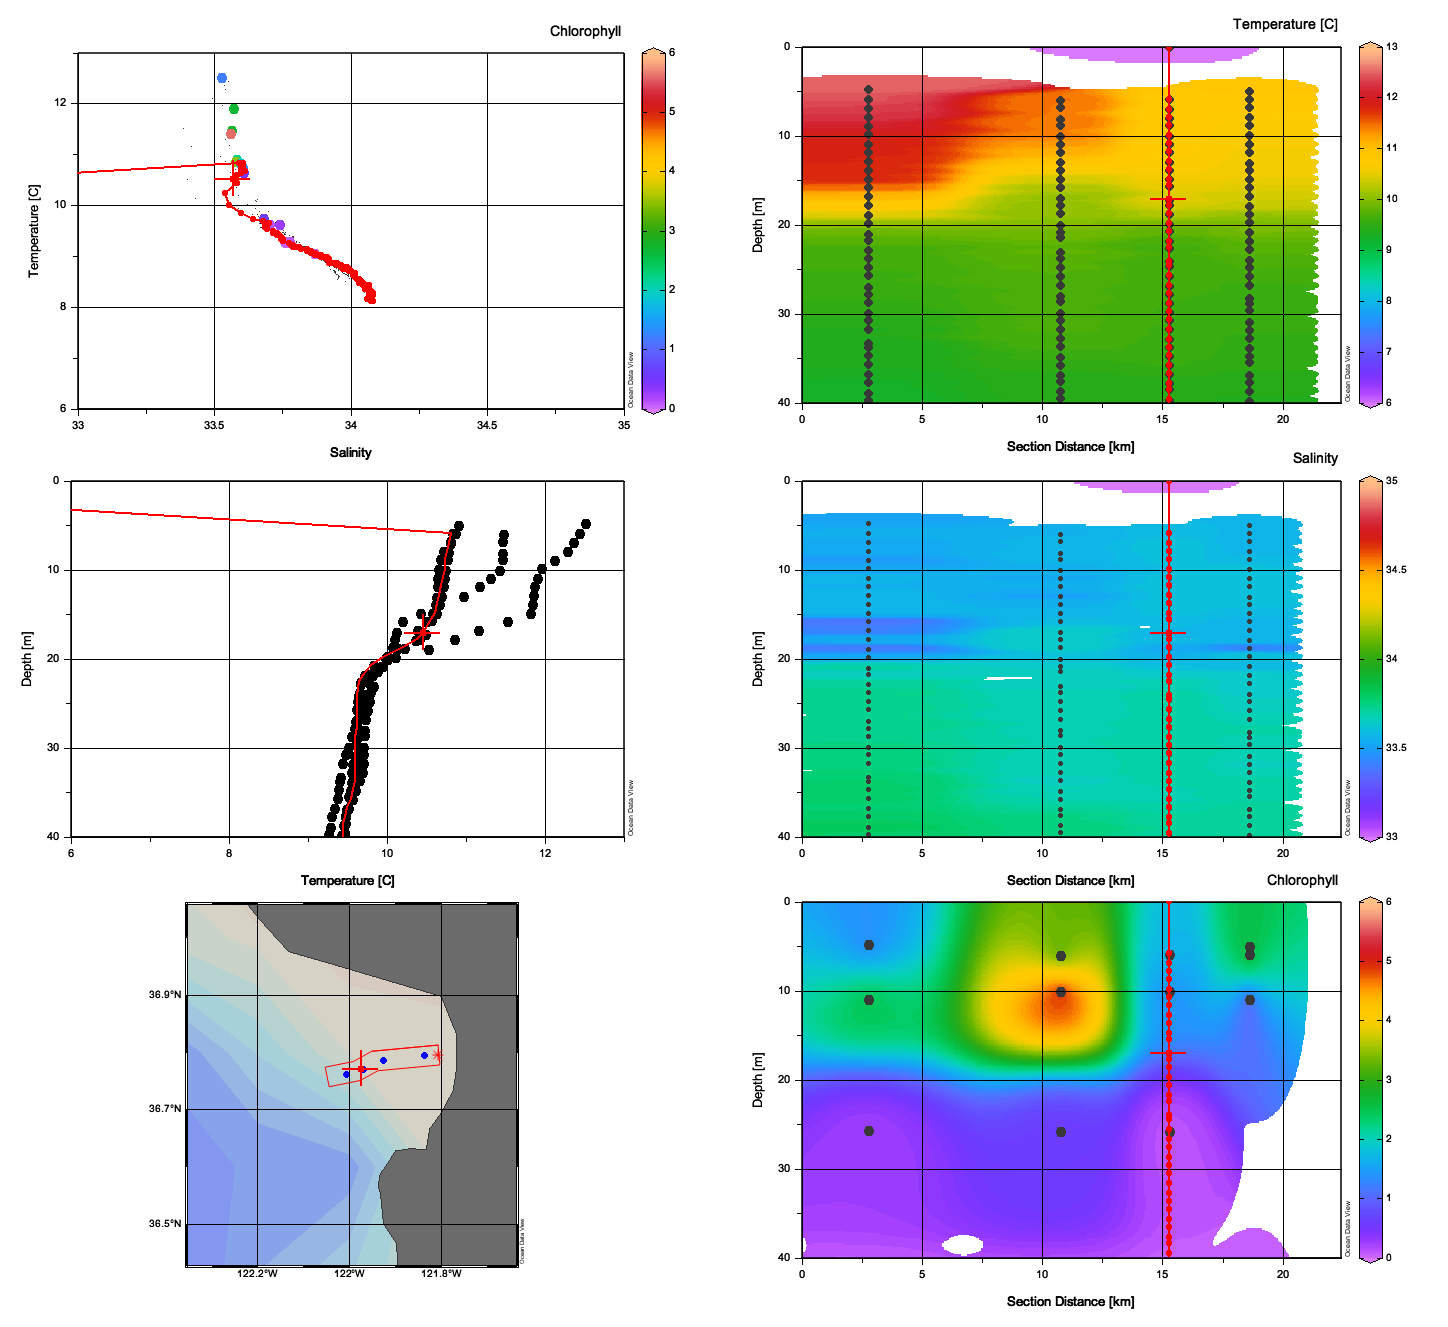 Chlorophyll
Temperature [C]
12
10
8
6
33
33.5
34
34.5
35
Salinity
6
5
4
3
2
1
0
Ocean Data View
Temperature [C]
Depth [m]
0
10
20
30
40
0
5
10
15
20
Section Distance [km]
13
12
11
10
9
8
7
6
Ocean Data View
Depth [m]
0
10
20
30
40
6
8
10
12
Temperature [C]
Ocean Data View
Salinity
Depth [m]
0
10
20
30
40
0
5
10
15
20
Section Distance [km]
35
34.5
34
33.5
33
Ocean Data View
36.9°N
36.7°N
36.5°N
122.2°W
122°W
121.8°W
Ocean Data View
Chlorophyll
Depth [m]
0
10
20
30
40
0
5
10
15
20
Section Distance [km]
6
5
4
3
2
1
0
Ocean Data View